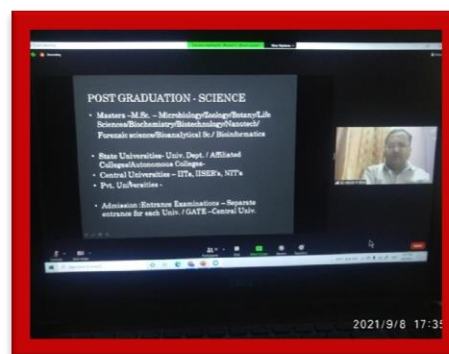 POST GRADUATION - SCIENCE
• Masters –M.Sc. – Microbiology/Zoology/Botany/Life
Sciences/Biochemistry/Biotechnology/Nanotech/
Forensic science/Bioanalytical Sc./ Bioinformatics
• State Universities- Univ. Dept. / Affiliated
Colleges/Autonomous Colleges-
• Central Universities – IITs, IISER's, NIT's
• Pvt. Universities -
• Admission :Entrance Examinations – Separate
entrance for each Univ. / GATE –Central Univ.
2021/9/8 17:35